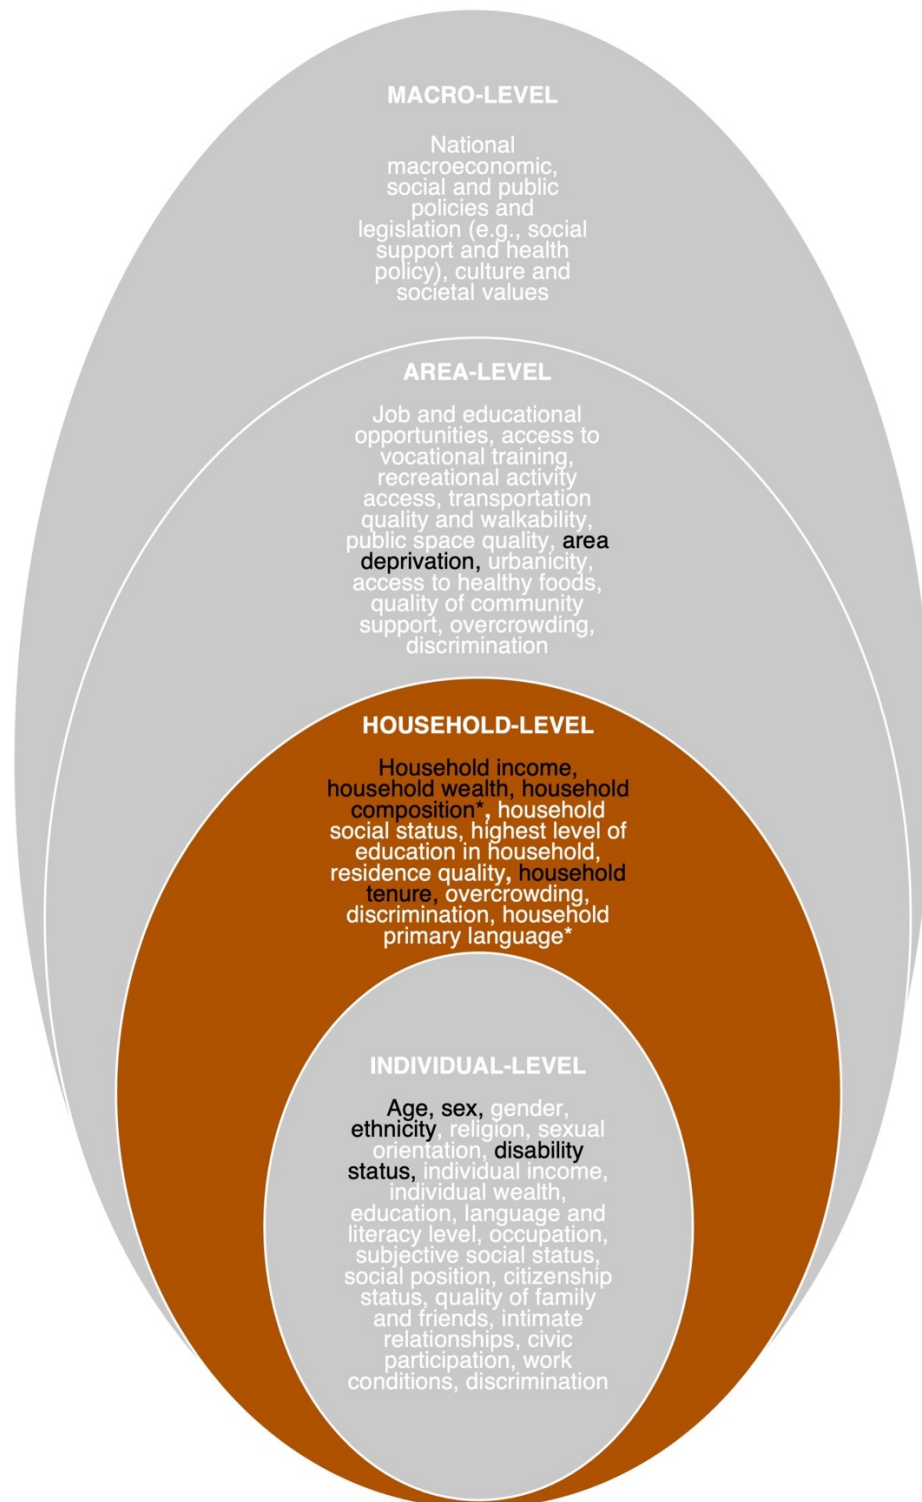 MACRO-LEVEL
National
macroeconomic,
social and public
policies and
legislation (e.g., social
support and health
policy), culture and
societal values
AREA-LEVEL
Job and educational
opportunities, access to
vocational training,
recreational activity
access, transportation
quality and walkability,
public space quality, area
deprivation, urbanicity,
access to healthy foods,
quality of community
support, overcrowding,
discrimination
HOUSEHOLD-LEVEL
Household income,
household wealth, household
composition*, household
social status, highest level of
education in household,
residence quality, household
tenure, overcrowding,
discrimination, household
primary language*
INDIVIDUAL-LEVEL
Age, sex, gender,
ethnicity, religion, sexual
orientation, disability
status, individual income,
individual wealth,
education, language and
literacy level, occupation,
subjective social status,
social position, citizenship
status, quality of family
and friends, intimate
relationships, civic
participation, work
conditions, discrimination